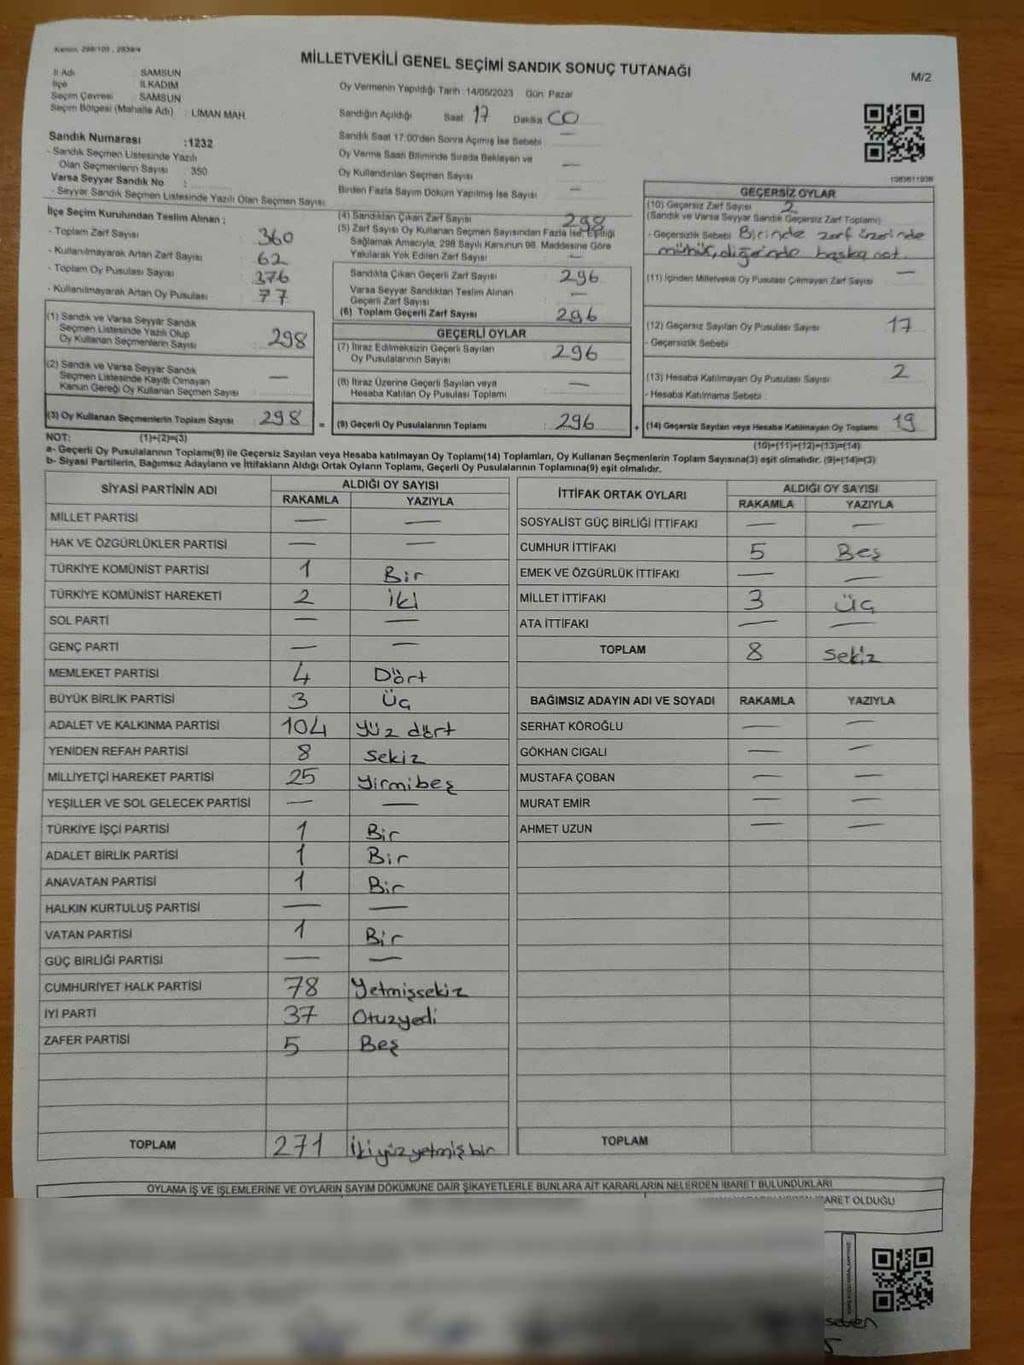 Kanun, 298/109 , 2839/4
MİLLETVEKİLİ GENEL SEÇİMİ SANDIK SONUÇ TUTANAĞI
M/2
İl Adı SAMSUN
İlçe İLKADIM
Seçim Çevresi SAMSUN
Seçim Bölgesi (Mahalle Adı) : LİMAN MAH.
Oy Vermenin Yapıldığı Tarih :14/05/2023 Gün: Pazar
Sandığın Açıldığı Saat 17 Dakika 00
Sandık Saat 17:00'den Sonra Açılmış İse Sebebi —
Oy Verme Saati Bitiminde Sırada Bekleyen ve
Oy Kullandırılan Seçmen Sayısı —
Birden Fazla Sayım Döküm Yapılmış İse Sayısı —
Sandık Numarası :1232
- Sandık Seçmen Listesinde Yazılı
Olan Seçmenlerin Sayısı : 350
Varsa Seyyar Sandık No :
- Seyyar Sandık Seçmen Listesinde Yazılı Olan Seçmen Sayısı
İlçe Seçim Kurulundan Teslim Alınan ;
- Toplam Zarf Sayısı 360
- Kullanılmayarak Artan Zarf Sayısı 62
- Toplam Oy Pusulası Sayısı 376
- Kullanılmayarak Artan Oy Pusulası 77
(1) Sandık ve Varsa Seyyar Sandık
Seçmen Listesinde Yazılı Olup
Oy Kullanan Seçmenlerin Sayısı 298
(2) Sandık ve Varsa Seyyar Sandık
Seçmen Listesinde Kayıtlı Olmayan
Kanun Gereği Oy Kullanan Seçmen Sayısı —
(3) Oy Kullanan Seçmenlerin Toplam Sayısı 298 =
(4) Sandıktan Çıkan Zarf Sayısı 298
(5) Zarf Sayısı Oy Kullanan Seçmen Sayısından Fazla İse, Eşitliği
Sağlamak Amacıyla, 298 Sayılı Kanunun 98. Maddesine Göre
Yakılarak Yok Edilen Zarf Sayısı —
Sandıkta Çıkan Geçerli Zarf Sayısı 296
Varsa Seyyar Sandıktan Teslim Alınan
Geçerli Zarf Sayısı —
(6) Toplam Geçerli Zarf Sayısı 296
GEÇERLİ OYLAR
(7) İtiraz Edilmeksizin Geçerli Sayılan
Oy Pusulalarının Sayısı 296
(8) İtiraz Üzerine Geçerli Sayılan veya
Hesaba Katılan Oy Pusulası Toplamı —
(9) Geçerli Oy Pusulalarının Toplamı 296 +
GEÇERSİZ OYLAR
(10) Geçersiz Zarf Sayısı 2
(Sandık ve Varsa Seyyar Sandık Geçersiz Zarf Toplamı)
- Geçersizlik Sebebi Birinde zarf üzerinde
mühür, diğerinde başka not.
(11) İçinden Milletvekili Oy Pusulası Çıkmayan Zarf Sayısı —
(12) Geçersiz Sayılan Oy Pusulası Sayısı 17
- Geçersizlik Sebebi
(13) Hesaba Katılmayan Oy Pusulası Sayısı 2
- Hesaba Katılmama Sebebi
(14) Geçersiz Sayılan veya Hesaba Katılmayan Oy Toplamı 19
NOT: (1)+(2)=(3) (10)+(11)+(12)+(13)=(14)
a- Geçerli Oy Pusulalarının Toplamı(9) ile Geçersiz Sayılan veya Hesaba katılmayan Oy Toplamı(14) Toplamları, Oy Kullanan Seçmenlerin Toplam Sayısına(3) eşit olmalıdır. (9)+(14)=(3)
b- Siyasi Partilerin, Bağımsız Adayların ve İttifakların Aldığı Ortak Oyların Toplamı, Geçerli Oy Pusulalarının Toplamına(9) eşit olmalıdır.
SİYASİ PARTİNİN ADI ALDIĞI OY SAYISI
RAKAMLA YAZIYLA
MİLLET PARTİSİ — —
HAK VE ÖZGÜRLÜKLER PARTİSİ — —
TÜRKİYE KOMÜNİST PARTİSİ 1 Bir
TÜRKİYE KOMÜNİST HAREKETİ 2 iki
SOL PARTİ — —
GENÇ PARTİ — —
MEMLEKET PARTİSİ 4 Dört
BÜYÜK BİRLİK PARTİSİ 3 Üç
ADALET VE KALKINMA PARTİSİ 104 Yüz dört
YENİDEN REFAH PARTİSİ 8 sekiz
MİLLİYETÇİ HAREKET PARTİSİ 25 Yirmibeş
YEŞİLLER VE SOL GELECEK PARTİSİ — —
TÜRKİYE İŞÇİ PARTİSİ 1 Bir
ADALET BİRLİK PARTİSİ 1 Bir
ANAVATAN PARTİSİ 1 Bir
HALKIN KURTULUŞ PARTİSİ — —
VATAN PARTİSİ 1 Bir
GÜÇ BİRLİĞİ PARTİSİ — —
CUMHURİYET HALK PARTİSİ 78 Yetmişsekiz
İYİ PARTİ 37 Otuzyedi
ZAFER PARTİSİ 5 Beş
TOPLAM 271 İkiyüzyetmişbir
İTTİFAK ORTAK OYLARI ALDIĞI OY SAYISI
RAKAMLA YAZIYLA
SOSYALİST GÜÇ BİRLİĞİ İTTİFAKI — —
CUMHUR İTTİFAKI 5 Beş
EMEK VE ÖZGÜRLÜK İTTİFAKI — —
MİLLET İTTİFAKI 3 Üç
ATA İTTİFAKI — —
TOPLAM 8 Sekiz
BAĞIMSIZ ADAYIN ADI VE SOYADI RAKAMLA YAZIYLA
SERHAT KÖROĞLU — —
GÖKHAN CIGALI — —
MUSTAFA ÇOBAN — —
MURAT EMİR — —
AHMET UZUN — —
TOPLAM
OYLAMA İŞ VE İŞLEMLERİNE VE OYLARIN SAYIM DÖKÜMÜNE DAİR ŞİKAYETLERLE BUNLARA AİT KARARLARIN NELERDEN İBARET BULUNDUKLARI
BARET OLDUĞU